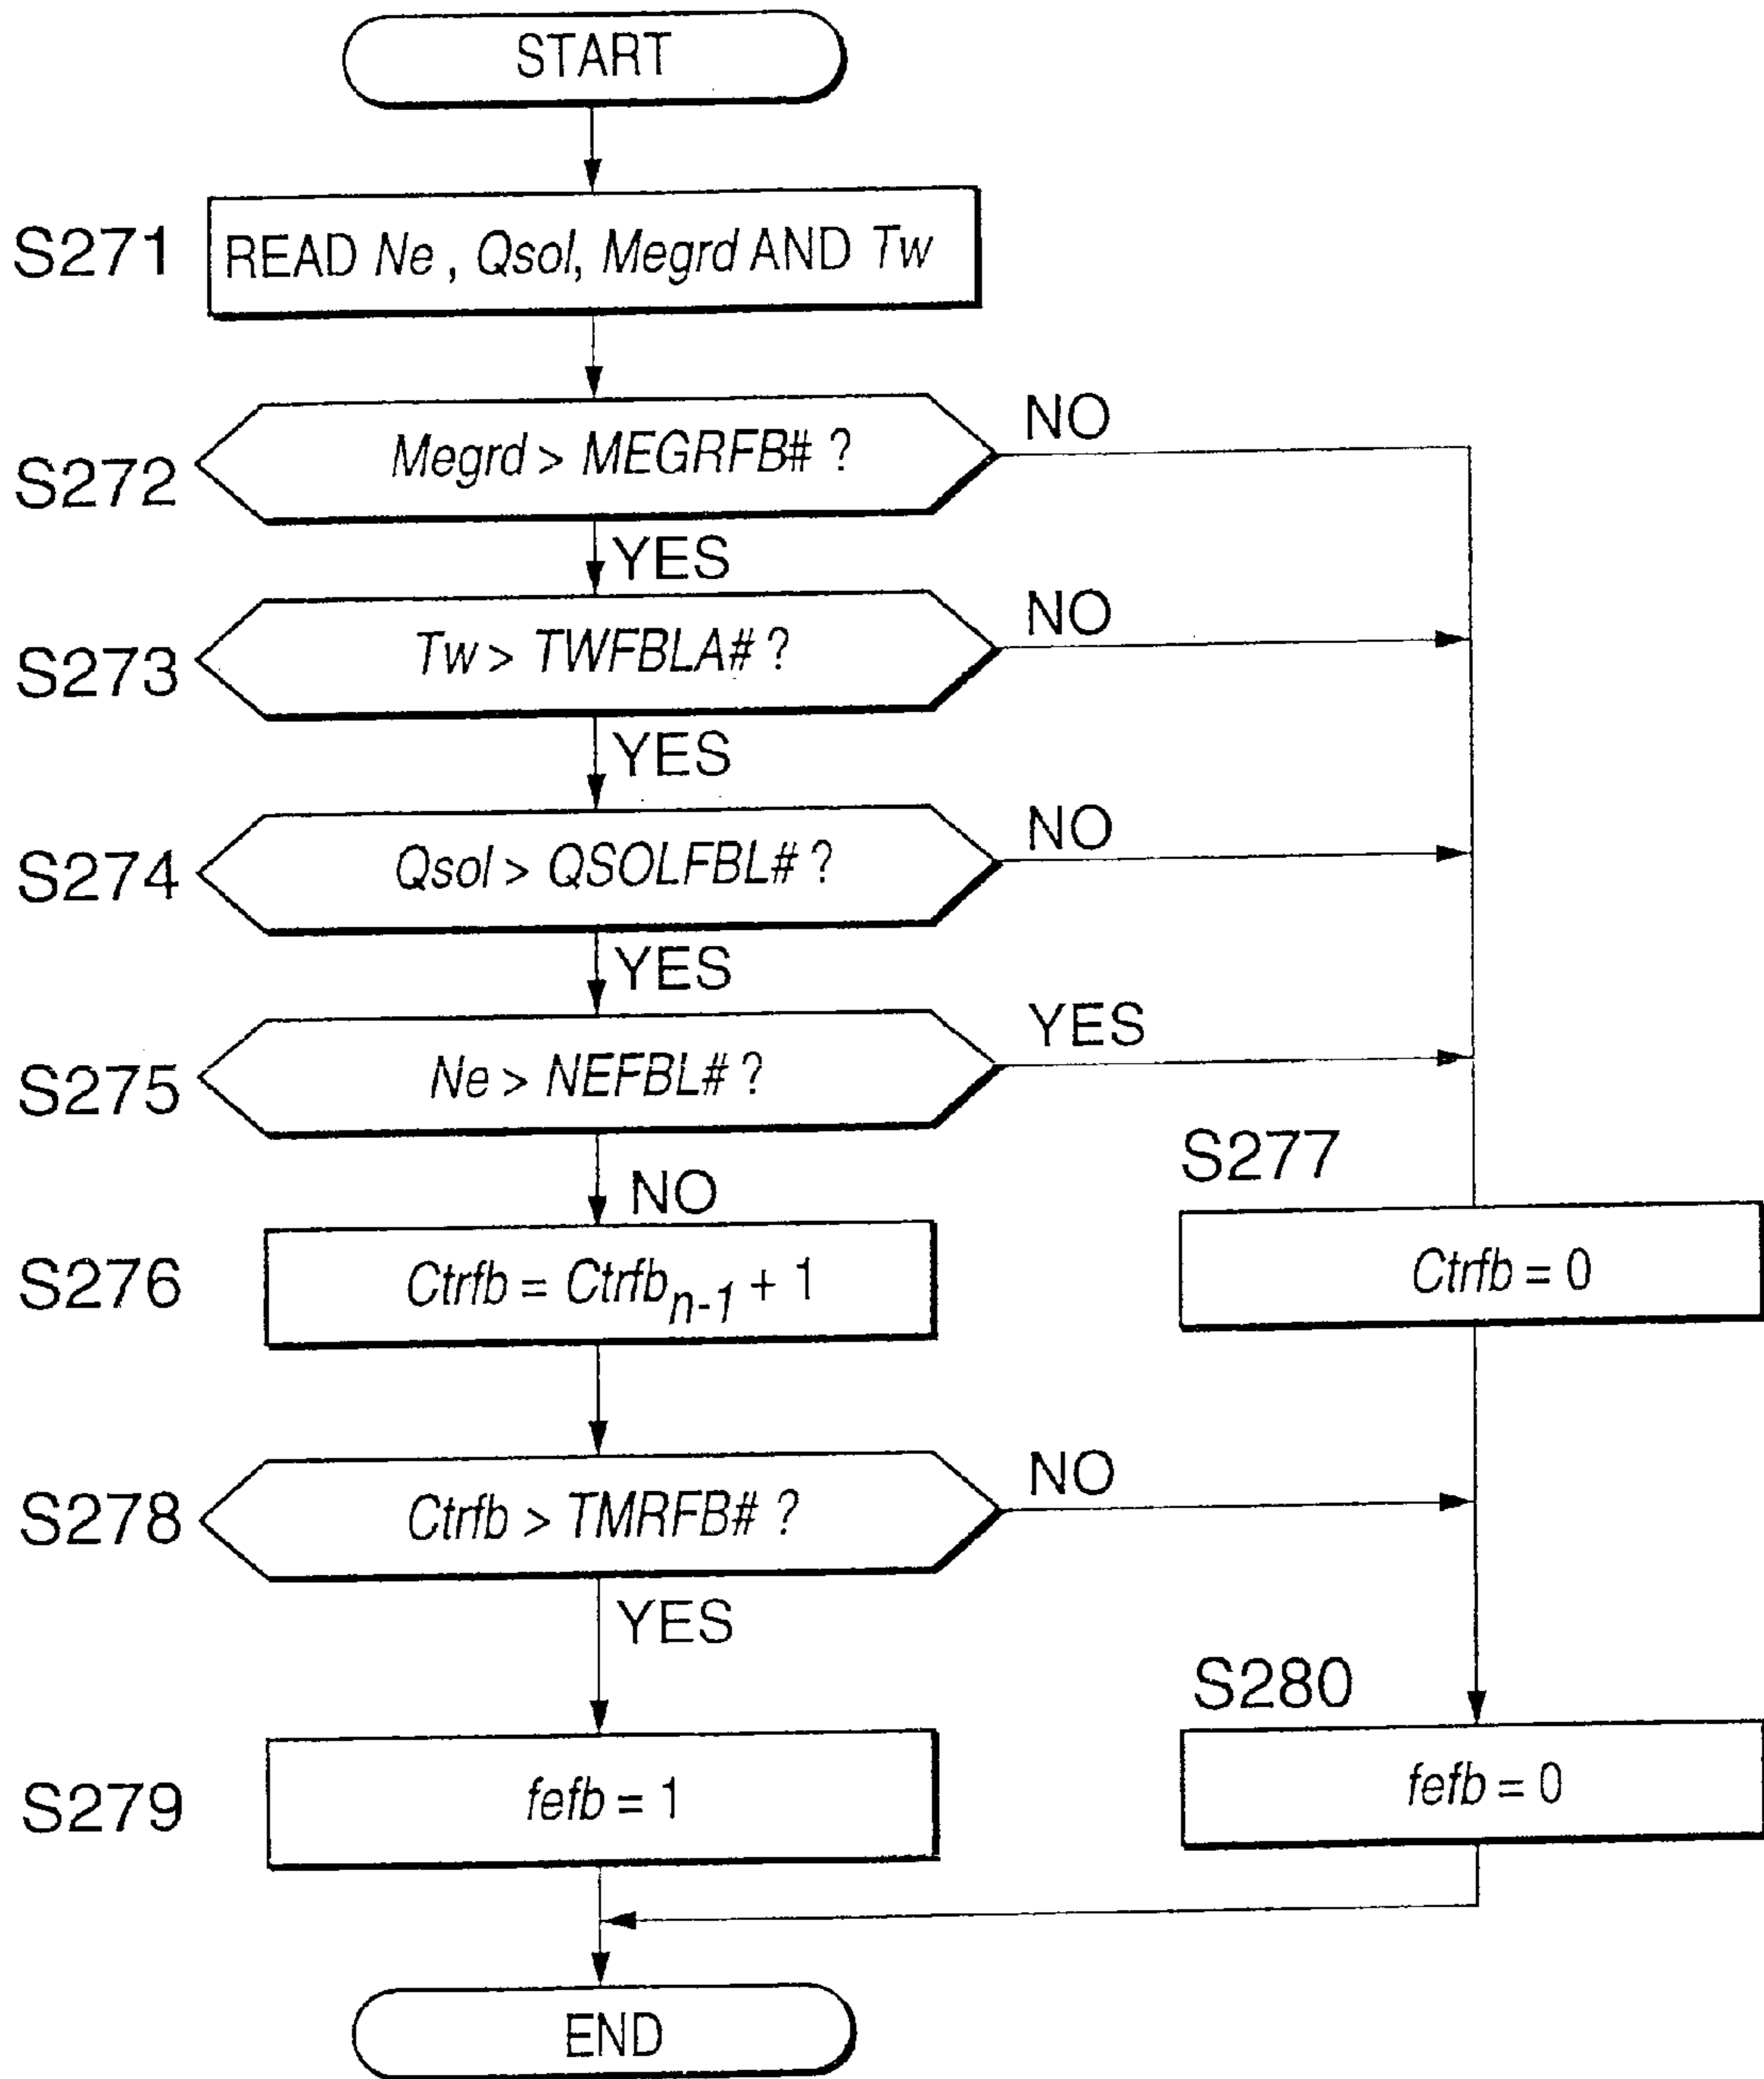 START
S271
READ Ne , Qsol, Megrd AND Tw
S272
Megrd > MEGRFB# ?
NO
YES
S273
Tw > TWFBLA# ?
NO
YES
S274
Qsol > QSOLFBL# ?
NO
YES
S275
Ne > NEFBL# ?
YES
NO
S276
Ctrfb = Ctrfbn-1 + 1
S277
Ctrfb = 0
S278
Ctrfb > TMRFB# ?
NO
YES
S279
fefb = 1
S280
fefb = 0
END